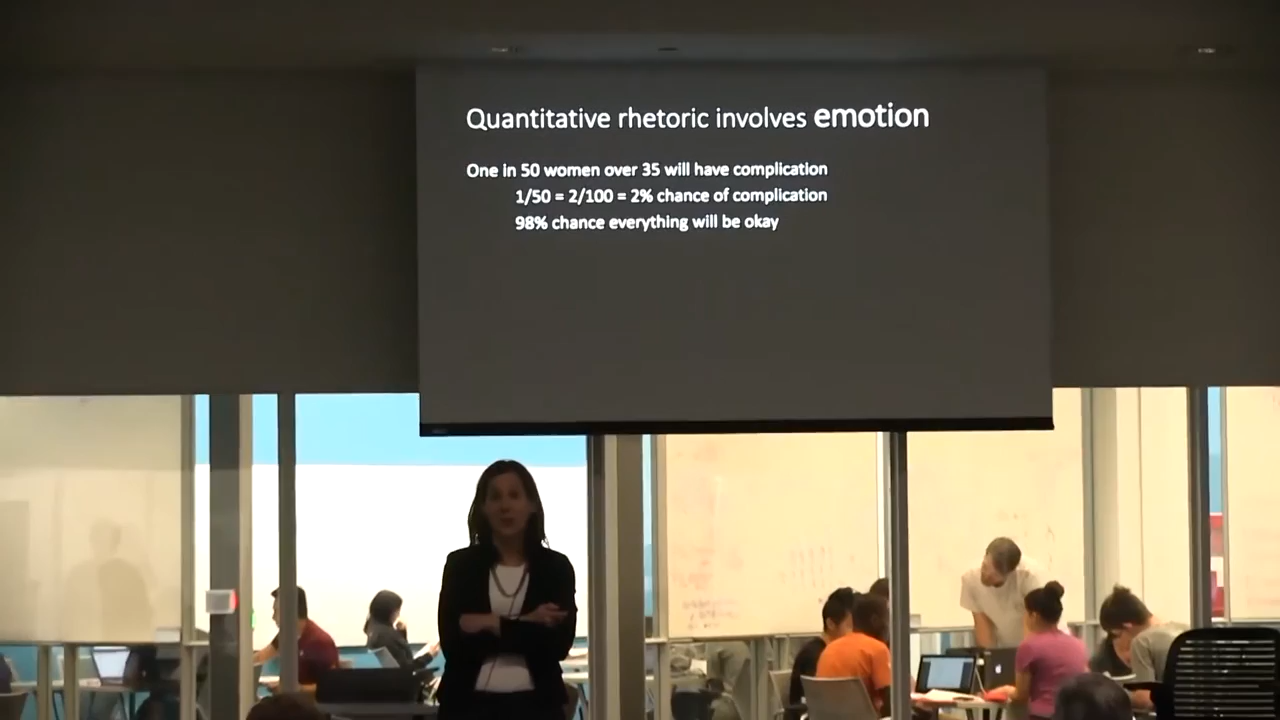 Quantitative rhetoric involves emotion
One in 50 women over 35 will have complication
1/50 = 2/100 = 2% chance of complication
98% chance everything will be okay